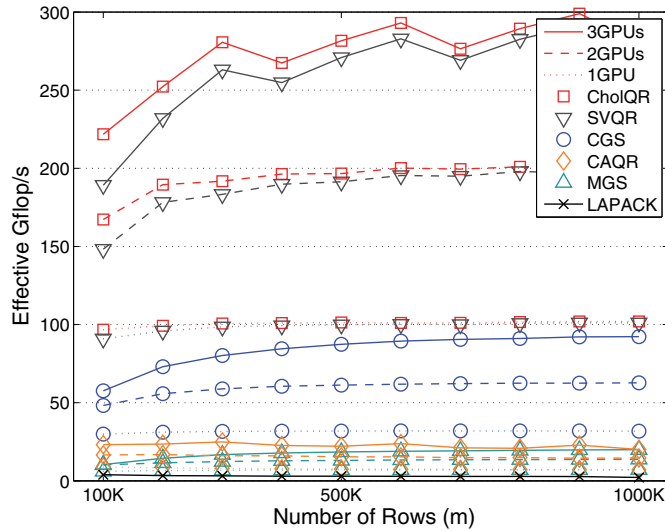 300
250
200
150
100
50
0
Effective Gflop/s
3GPUs
2GPUs
1GPU
CholQR
SVQR
CGS
CAQR
MGS
LAPACK
100K
500K
1000K
Number of Rows (m)